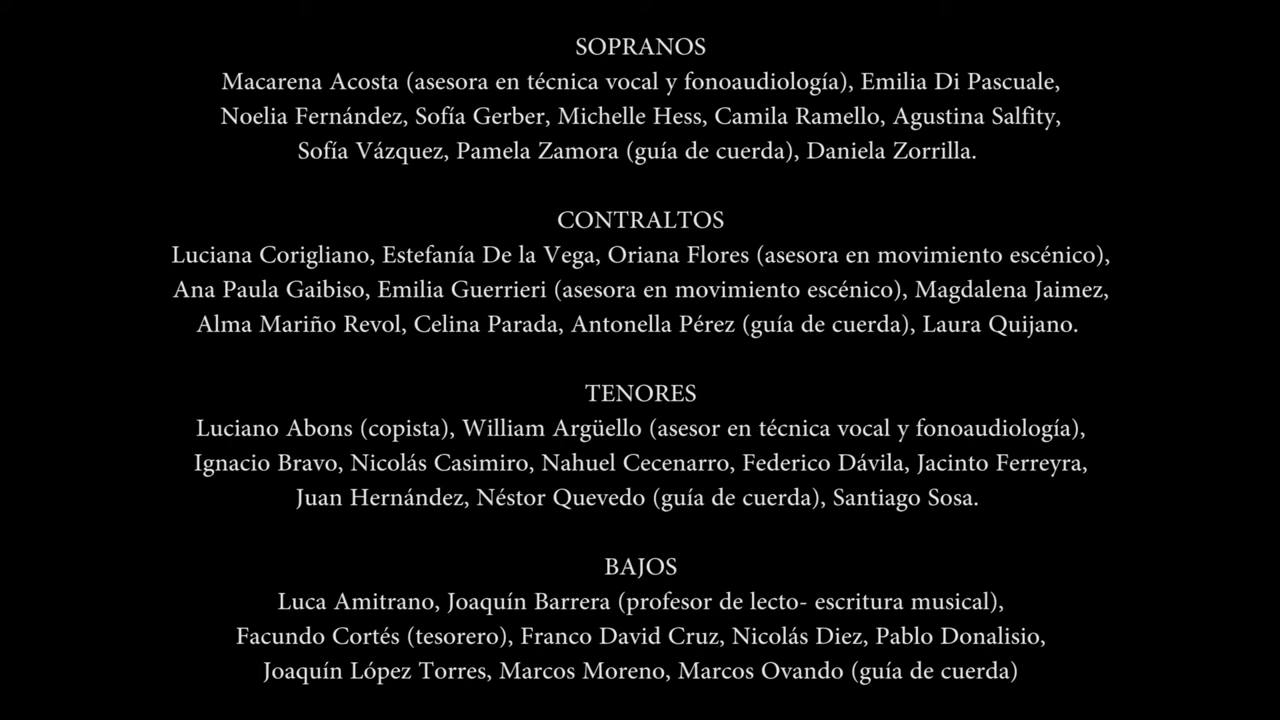 SOPRANOS
Macarena Acosta (asesora en técnica vocal y fonoaudiología), Emilia Di Pascuale,
Noelia Fernández, Sofía Gerber, Michelle Hess, Camila Ramello, Agustina Salfity,
Sofía Vázquez, Pamela Zamora (guía de cuerda), Daniela Zorrilla.
CONTRALTOS
Luciana Corigliano, Estefanía De la Vega, Oriana Flores (asesora en movimiento escénico),
Ana Paula Gaibiso, Emilia Guerrieri (asesora en movimiento escénico), Magdalena Jaimez,
Alma Mariño Revol, Celina Parada, Antonella Pérez (guía de cuerda), Laura Quijano.
TENORES
Luciano Abons (copista), William Argüello (asesor en técnica vocal y fonoaudiología),
Ignacio Bravo, Nicolás Casimiro, Nahuel Cecenarro, Federico Dávila, Jacinto Ferreyra,
Juan Hernández, Néstor Quevedo (guía de cuerda), Santiago Sosa.
BAJOS
Luca Amitrano, Joaquín Barrera (profesor de lecto- escritura musical),
Facundo Cortés (tesorero), Franco David Cruz, Nicolás Diez, Pablo Donalisio,
Joaquín López Torres, Marcos Moreno, Marcos Ovando (guía de cuerda)